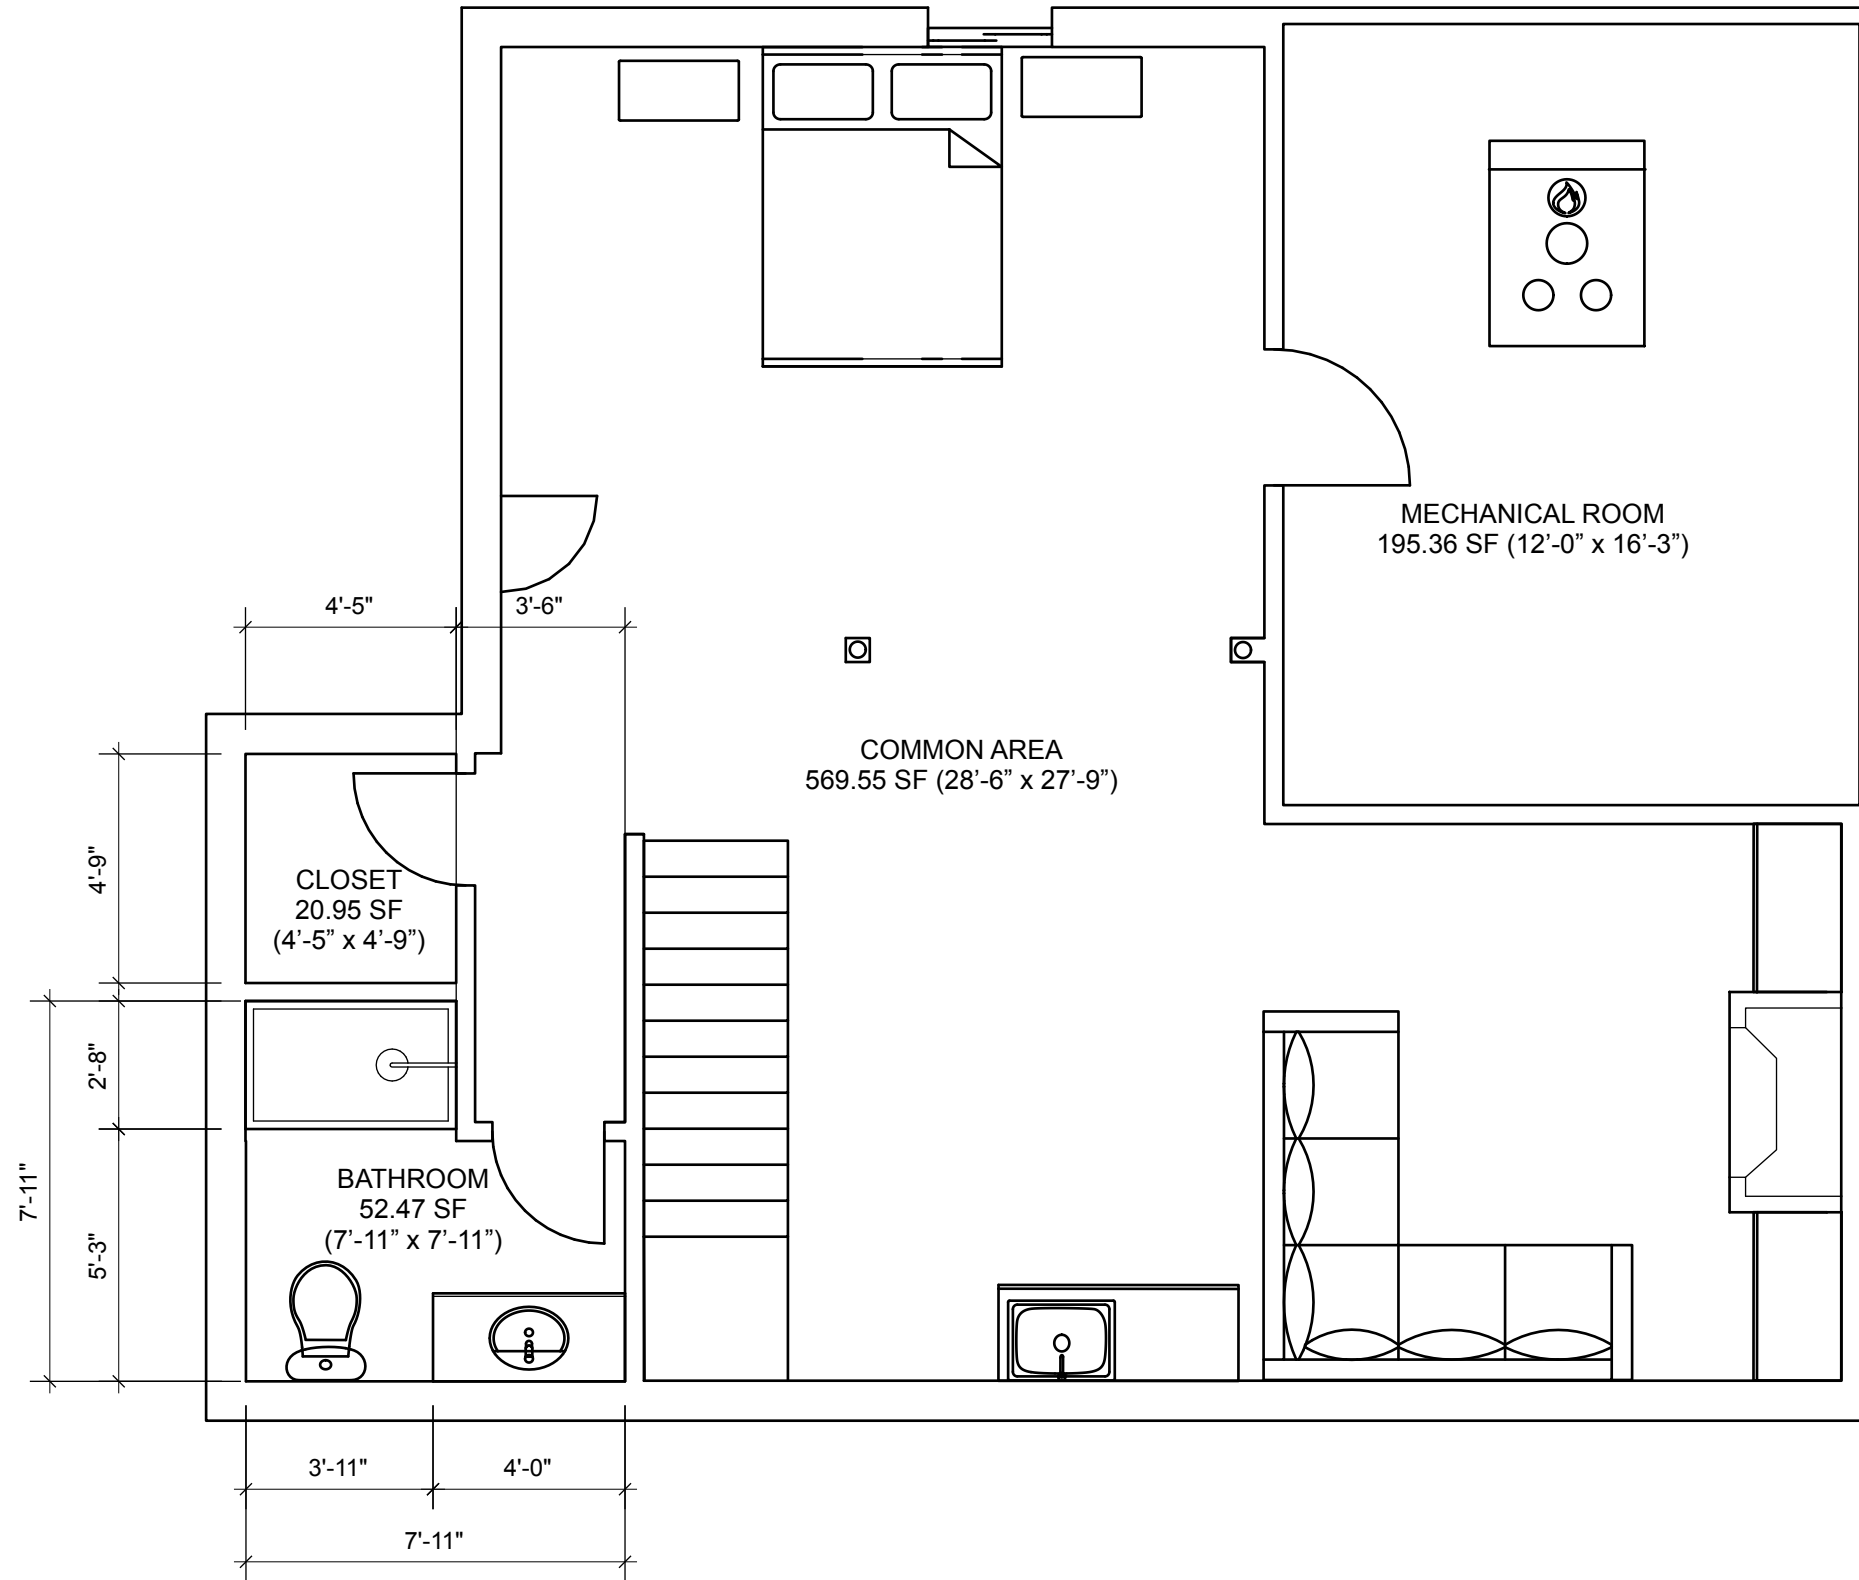 MECHANICAL ROOM
195.36 SF (12’-0” x 16’-3”)
4'-5"
3'-6"
COMMON AREA
569.55 SF (28’-6” x 27’-9”)
4'-9"
CLOSET
20.95 SF
(4’-5” x 4’-9”)
2'-8"
7'-11"
BATHROOM
52.47 SF
(7’-11” x 7’-11”)
5'-3"
3'-11"
4'-0"
7'-11"